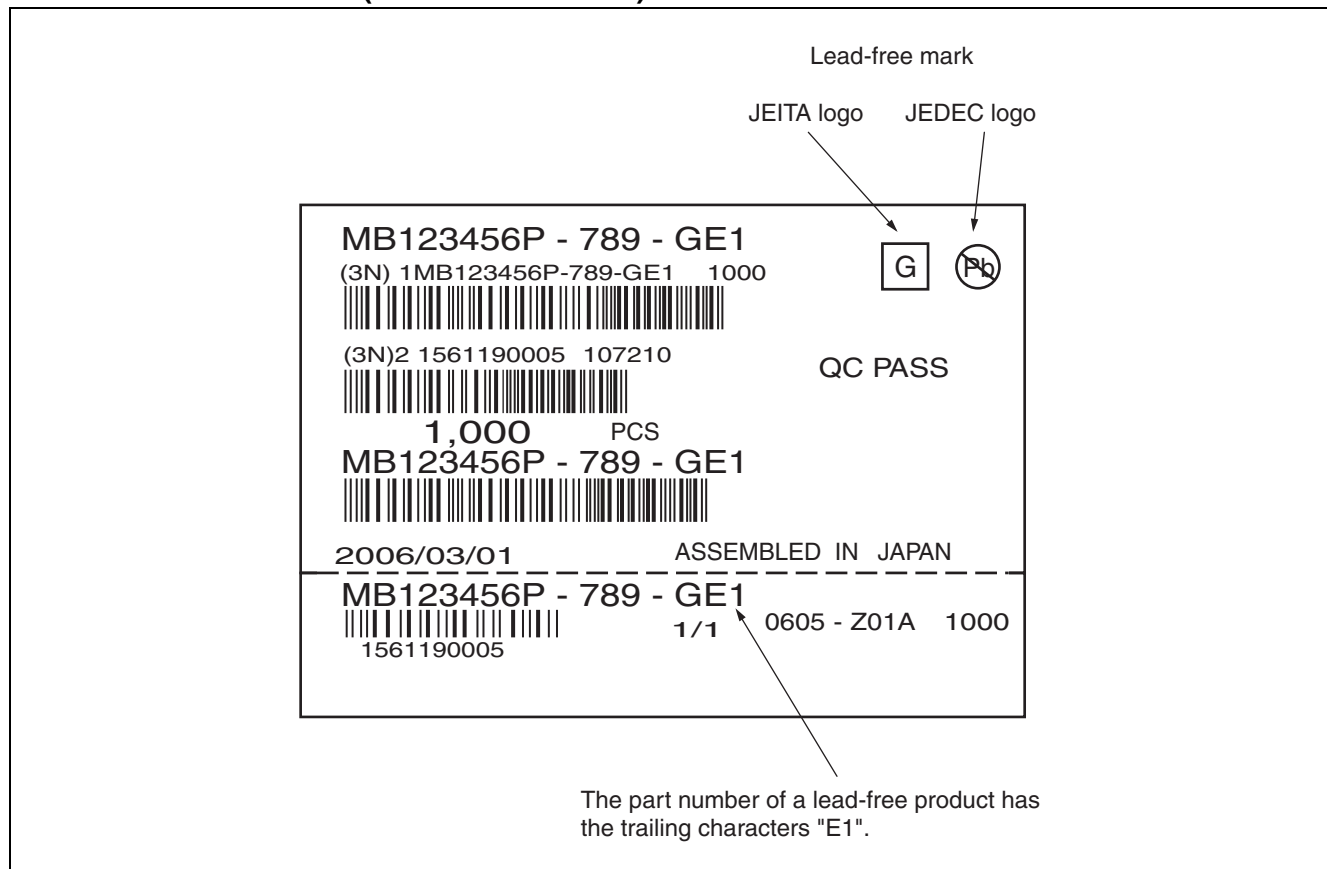 Lead-free mark
JEITA logo JEDEC logo
MB123456P - 789 - GE1
(3N) 1MB123456P-789-GE1 1000
G Pb
(3N)2 1561190005 107210
QC PASS
1,000 PCS
MB123456P - 789 - GE1
2006/03/01 ASSEMBLED IN JAPAN
MB123456P - 789 - GE1
1/1 0605 - Z01A 1000
1561190005
The part number of a lead-free product has
the trailing characters "E1".